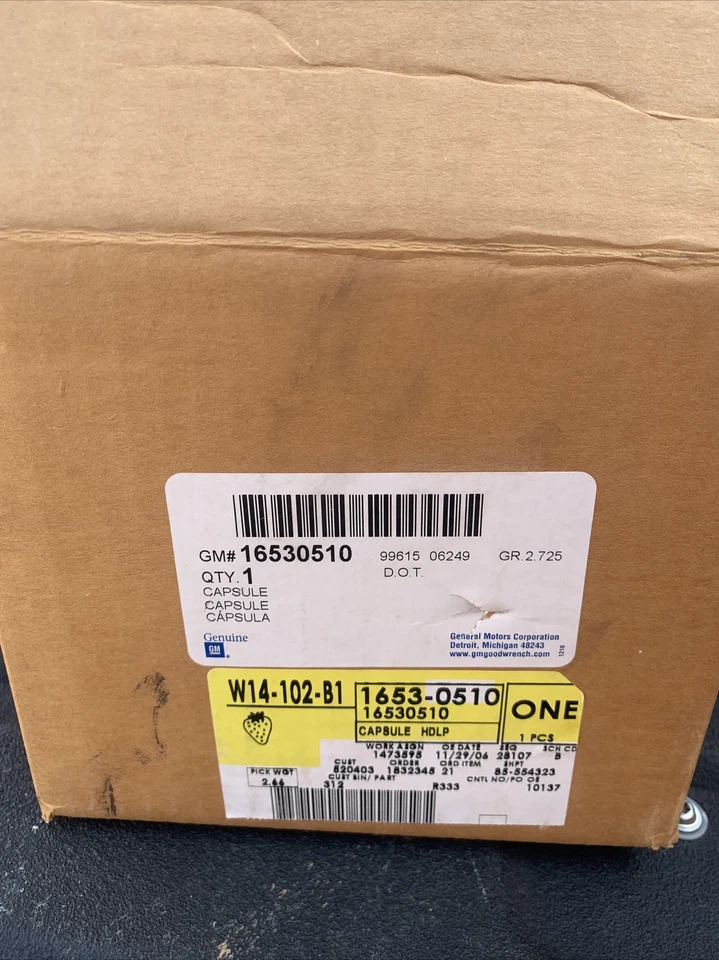 GM# 16530510 99615 06249 GR.2.725
QTY. 1 D.O.T.
CAPSULE
CAPSULE
CÁPSULA
Genuine
GM
General Motors Corporation
Detroit, Michigan 48243
www.gmgoodwrench.com
1216
W14-102-B1 1653-0510 ONE
16530510
CAPSULE HDLP 1 PCS
WORK ASGN OE DATE SEQ SCH CD
1473595 11/29/06 28107 B
CUST ORDER ORD ITEM SHPT
520403 1832345 21 85-554323
PICK WGT CUST BIN/ PART CNTL NO/PO OE
2.66 312 R333 10137